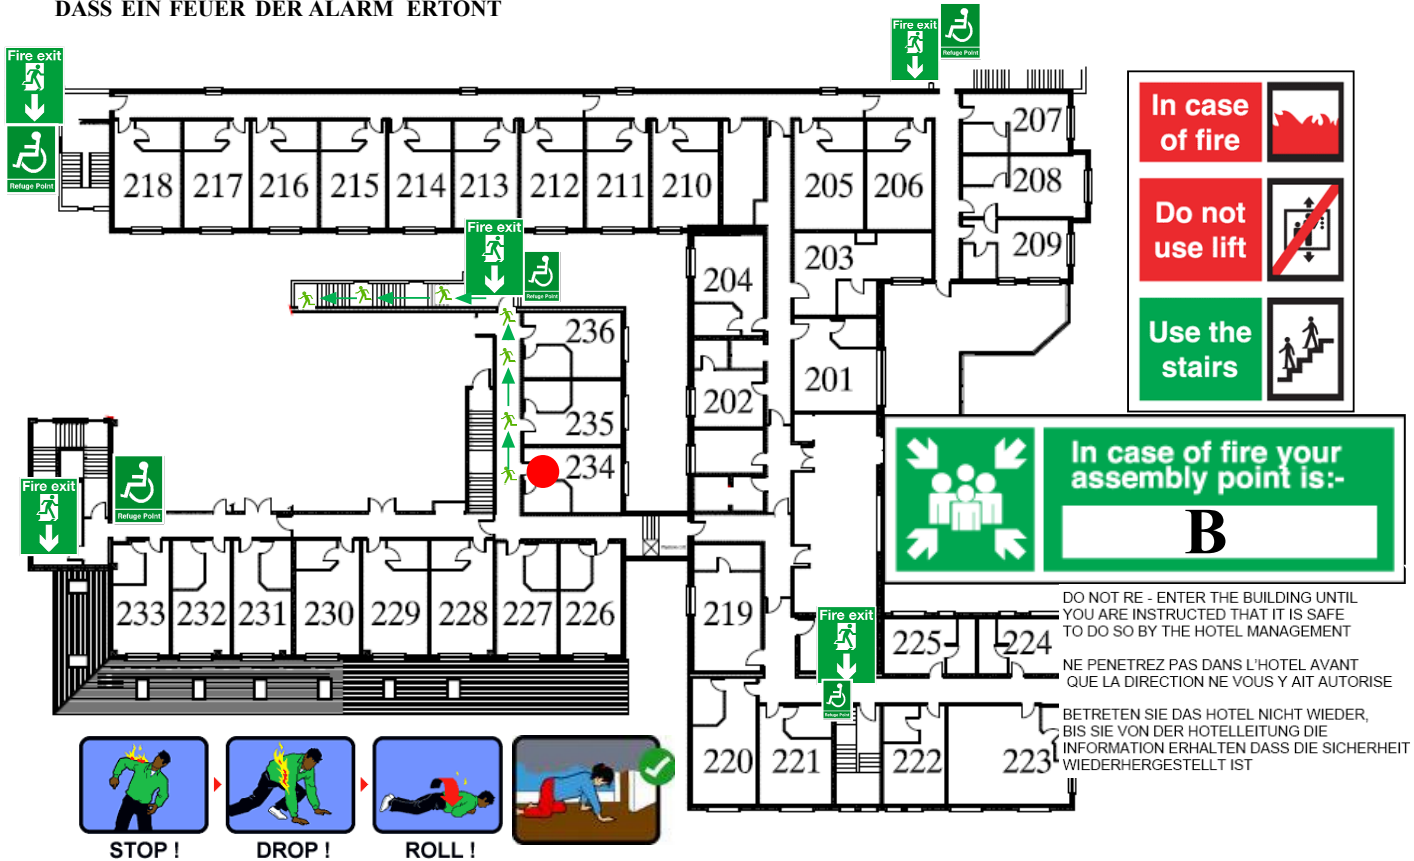 DASS EIN FEUER DER ALARM ERTONT
Fire exit
Refuge Point
Fire exit
Refuge Point
207
208
209
In case
of fire
Do not
use lift
Use the
stairs
218
217
216
215
214
213
212
211
210
205
206
203
204
201
202
Fire exit
Refuge Point
236
235
234
In case of fire your
assembly point is:-
B
Fire exit
Refuge Point
233
232
231
230
229
228
227
226
219
Fire exit
Refuge Point
225
224
220
221
222
223
DO NOT RE - ENTER THE BUILDING UNTIL
YOU ARE INSTRUCTED THAT IT IS SAFE
TO DO SO BY THE HOTEL MANAGEMENT
NE PENETREZ PAS DANS L'HOTEL AVANT
QUE LA DIRECTION NE VOUS Y AIT AUTORISE
BETRETEN SIE DAS HOTEL NICHT WIEDER,
BIS SIE VON DER HOTELLEITUNG DIE
INFORMATION ERHALTEN DASS DIE SICHERHEIT
WIEDERHERGESTELLT IST
STOP !
DROP !
ROLL !